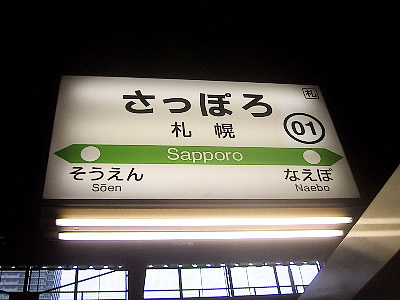 札
さっぽろ
札幌
01
Sapporo
そうえん なえぼ
Sōen Naebo